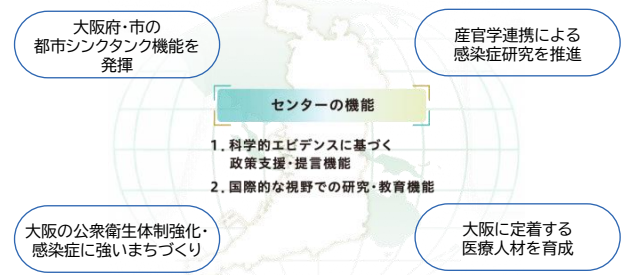 大阪府・市の
都市シンクタンク機能を
発揮
産官学連携による
感染症研究を推進
センターの機能
1. 科学的エビデンスに基づく
政策支援・提言機能
2. 国際的な視野での研究・教育機能
大阪の公衆衛生体制強化・
感染症に強いまちづくり
大阪に定着する
医療人材を育成